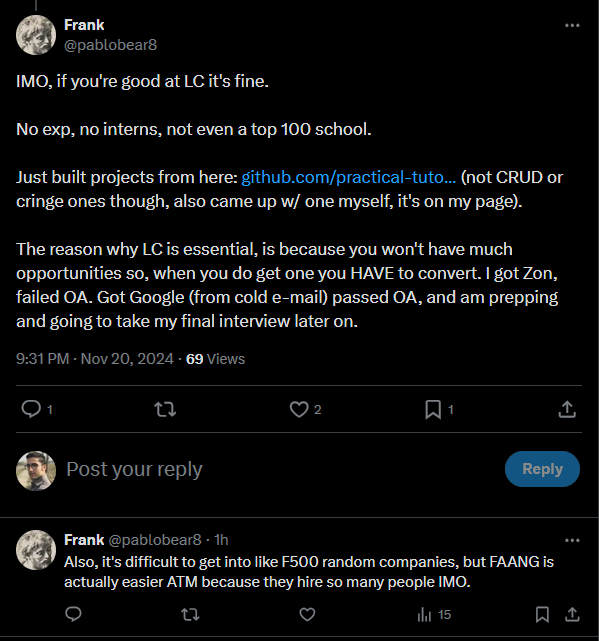 Frank
@pablobear8
IMO, if you're good at LC it's fine.
No exp, no interns, not even a top 100 school.
Just built projects from here: github.com/practical-tuto... (not CRUD or
cringe ones though, also came up w/ one myself, it's on my page).
The reason why LC is essential, is because you won't have much
opportunities so, when you do get one you HAVE to convert. I got Zon,
failed OA. Got Google (from cold e-mail) passed OA, and am prepping
and going to take my final interview later on.
9:31 PM · Nov 20, 2024 · 69 Views
1 2 1
Post your reply Reply
Frank @pablobear8 · 1h
Also, it's difficult to get into like F500 random companies, but FAANG is
actually easier ATM because they hire so many people IMO.
15